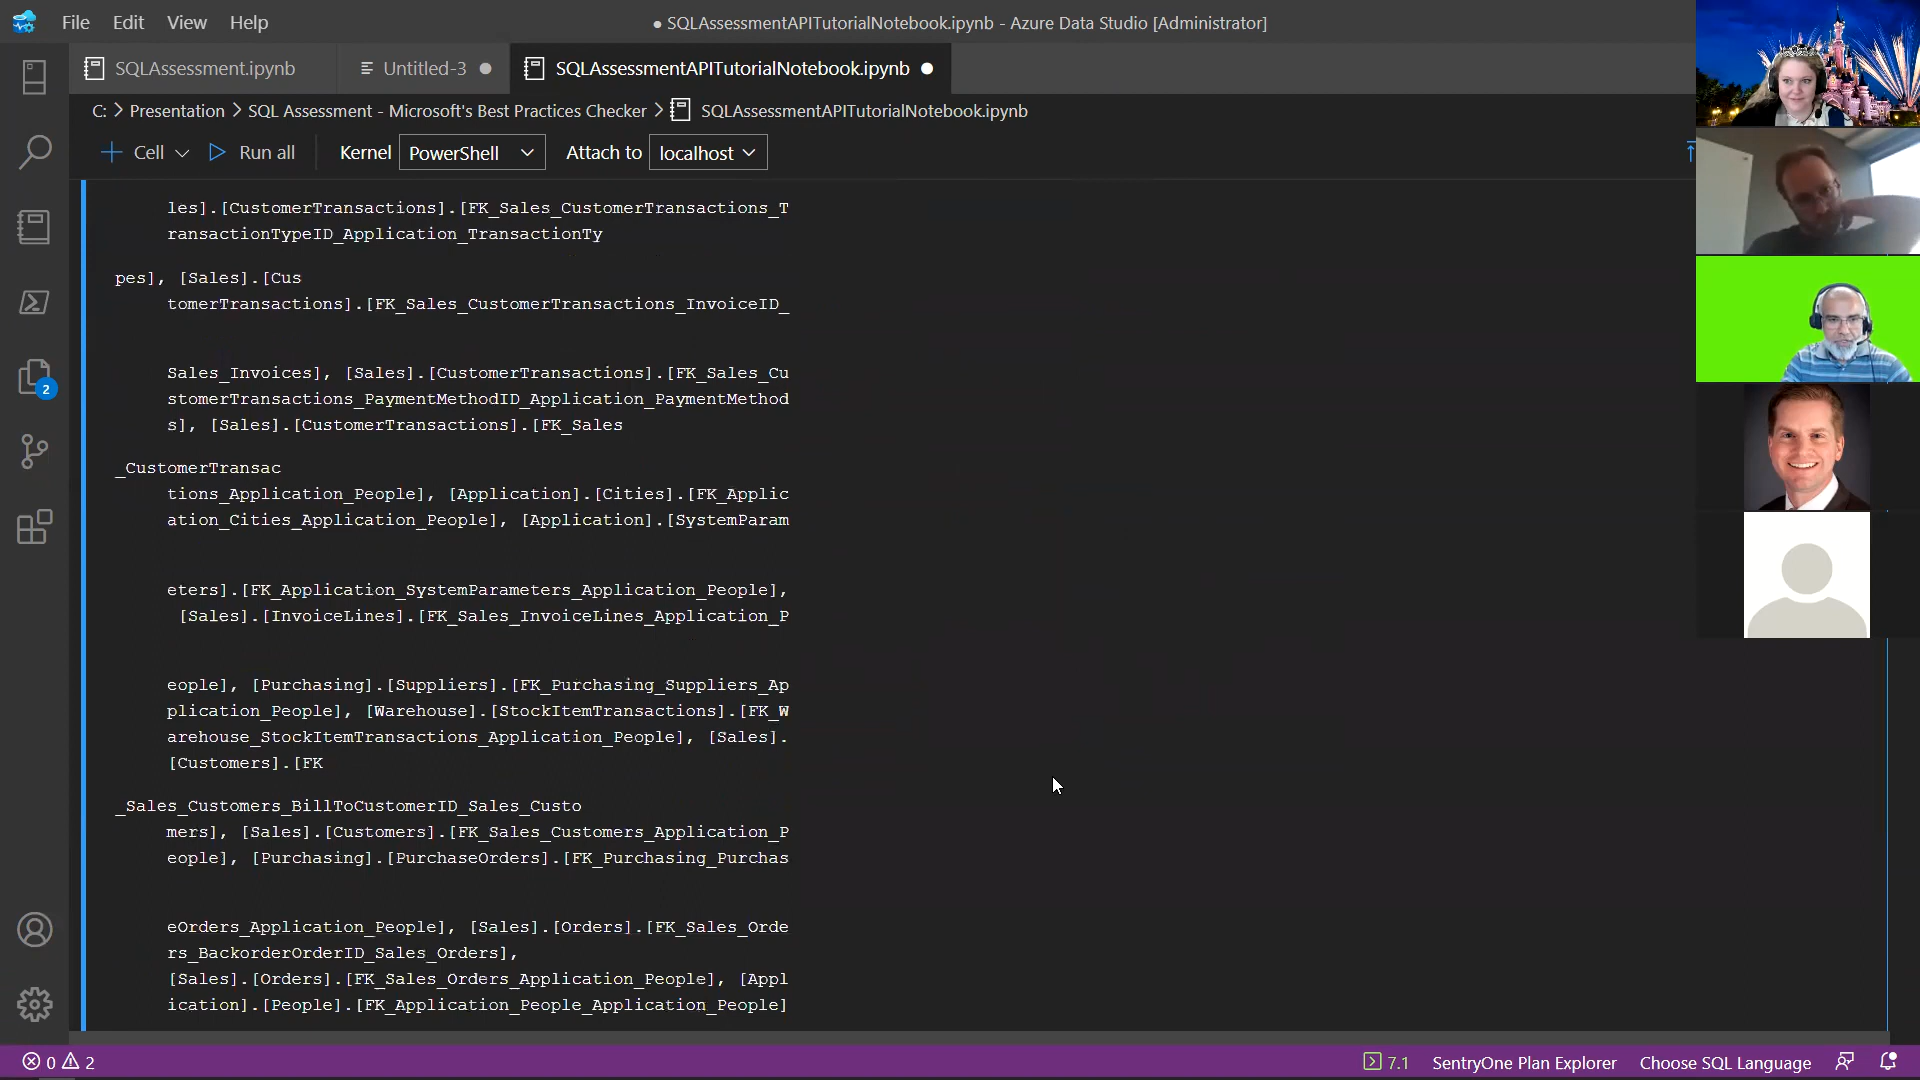 File Edit View Help
● SQLAssessmentAPITutorialNotebook.ipynb - Azure Data Studio [Administrator]
SQLAssessment.ipynb Untitled-3 ● SQLAssessmentAPITutorialNotebook.ipynb ●
C: > Presentation > SQL Assessment - Microsoft's Best Practices Checker > SQLAssessmentAPITutorialNotebook.ipynb
+ Cell Run all Kernel PowerShell Attach to localhost
les].[CustomerTransactions].[FK_Sales_CustomerTransactions_T
ransactionTypeID_Application_TransactionTy
pes], [Sales].[Cus
tomerTransactions].[FK_Sales_CustomerTransactions_InvoiceID_
Sales_Invoices], [Sales].[CustomerTransactions].[FK_Sales_Cu
stomerTransactions_PaymentMethodID_Application_PaymentMethod
s], [Sales].[CustomerTransactions].[FK_Sales
_CustomerTransac
tions_Application_People], [Application].[Cities].[FK_Applic
ation_Cities_Application_People], [Application].[SystemParam
eters].[FK_Application_SystemParameters_Application_People],
[Sales].[InvoiceLines].[FK_Sales_InvoiceLines_Application_P
eople], [Purchasing].[Suppliers].[FK_Purchasing_Suppliers_Ap
plication_People], [Warehouse].[StockItemTransactions].[FK_W
arehouse_StockItemTransactions_Application_People], [Sales].
[Customers].[FK
_Sales_Customers_BillToCustomerID_Sales_Custo
mers], [Sales].[Customers].[FK_Sales_Customers_Application_P
eople], [Purchasing].[PurchaseOrders].[FK_Purchasing_Purchas
eOrders_Application_People], [Sales].[Orders].[FK_Sales_Orde
rs_BackorderOrderID_Sales_Orders],
[Sales].[Orders].[FK_Sales_Orders_Application_People], [Appl
ication].[People].[FK_Application_People_Application_People]
2
0 2 7.1 SentryOne Plan Explorer Choose SQL Language